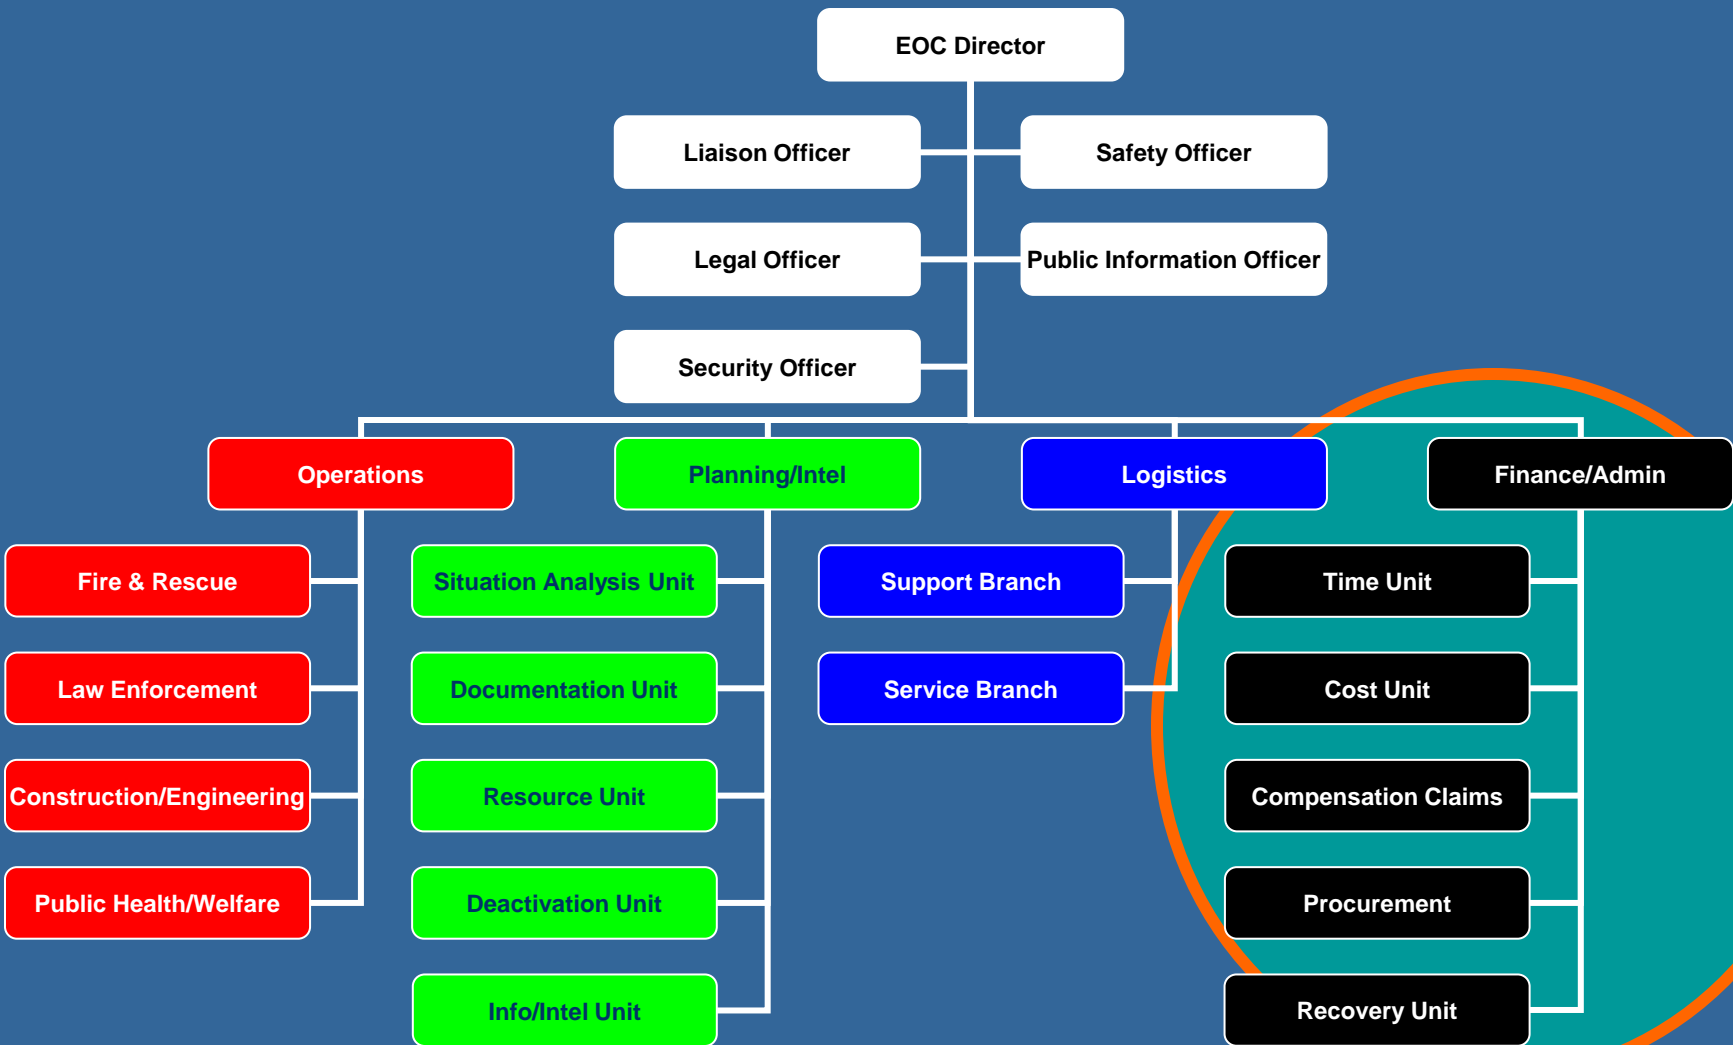 EOC Director
Liaison Officer
Safety Officer
Legal Officer
Public Information Officer
Security Officer
Operations
Planning/Intel
Logistics
Finance/Admin
Fire & Rescue
Situation Analysis Unit
Support Branch
Time Unit
Law Enforcement
Documentation Unit
Service Branch
Cost Unit
Construction/Engineering
Resource Unit
Compensation Claims
Public Health/Welfare
Deactivation Unit
Procurement
Info/Intel Unit
Recovery Unit